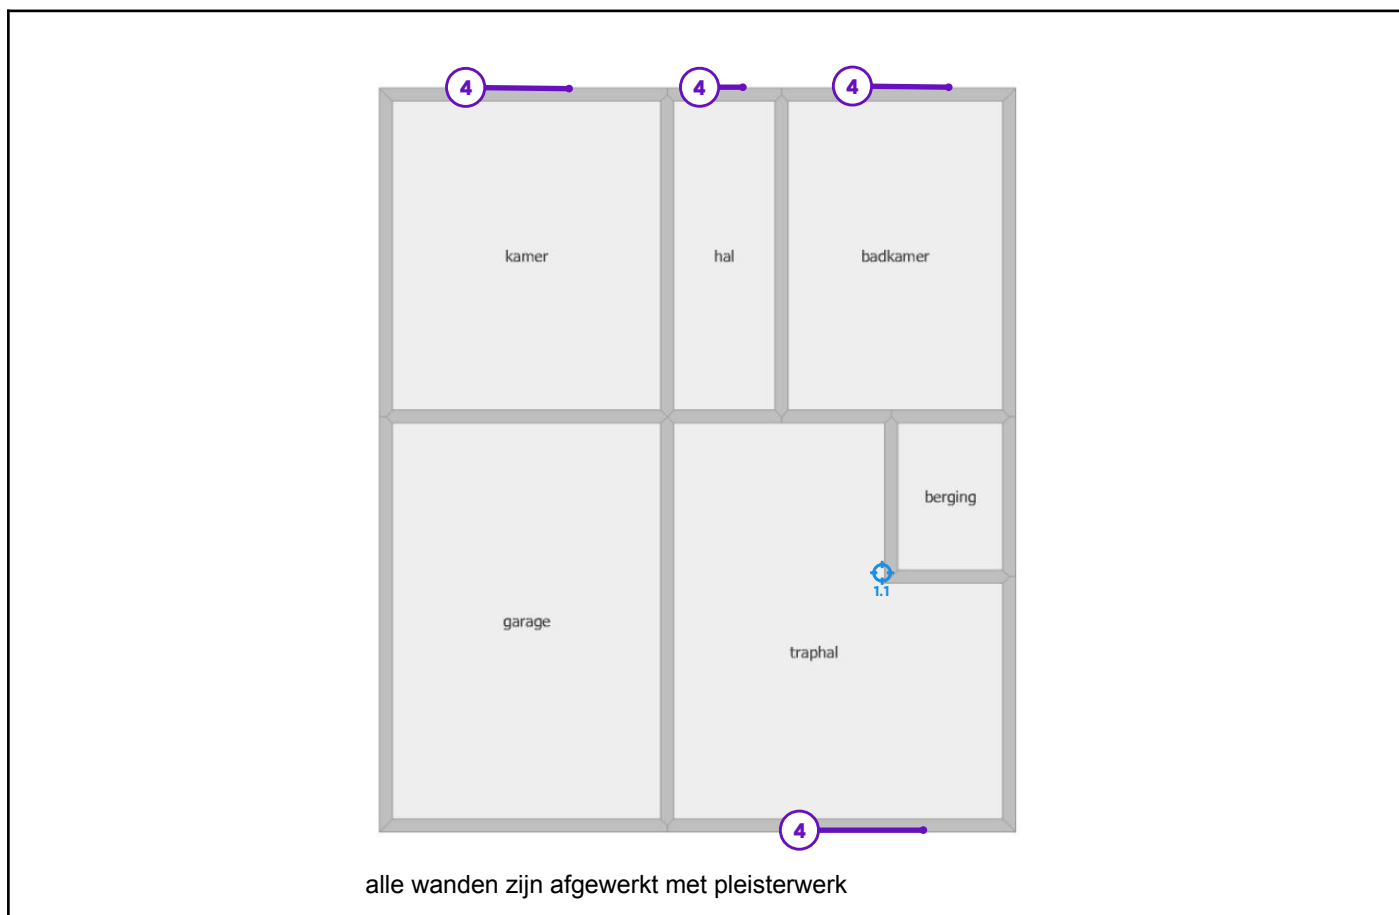 4 4 4
kamer hal badkamer
berging
1.1
garage
traphal
4
alle wanden zijn afgewerkt met pleisterwerk